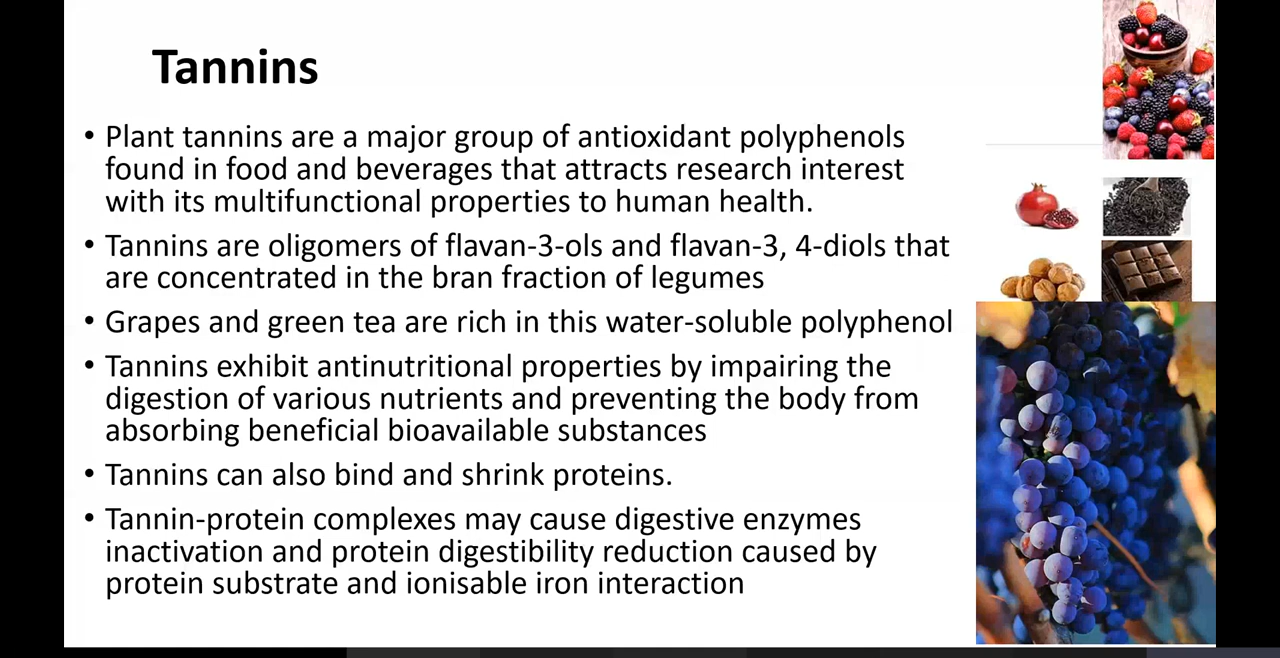 Tannins
• Plant tannins are a major group of antioxidant polyphenols
found in food and beverages that attracts research interest
with its multifunctional properties to human health.
• Tannins are oligomers of flavan-3-ols and flavan-3, 4-diols that
are concentrated in the bran fraction of legumes
• Grapes and green tea are rich in this water-soluble polyphenol
• Tannins exhibit antinutritional properties by impairing the
digestion of various nutrients and preventing the body from
absorbing beneficial bioavailable substances
• Tannins can also bind and shrink proteins.
• Tannin-protein complexes may cause digestive enzymes
inactivation and protein digestibility reduction caused by
protein substrate and ionisable iron interaction